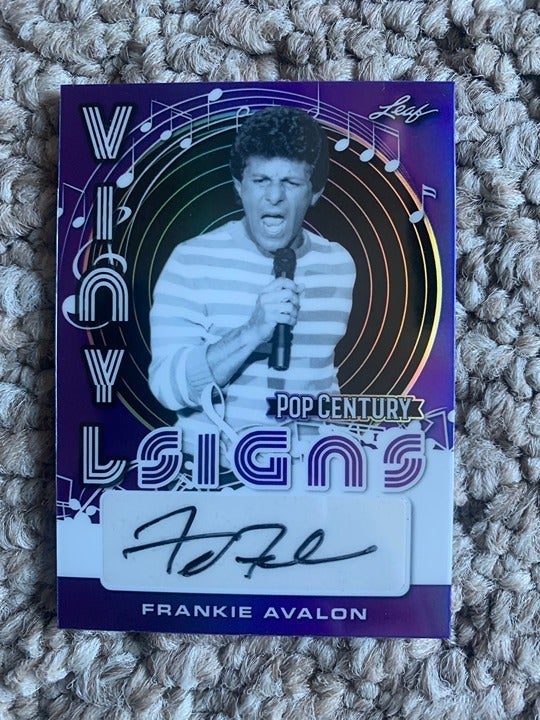 Leaf
VINYL
POP CENTURY
SIGNS
FRANKIE AVALON